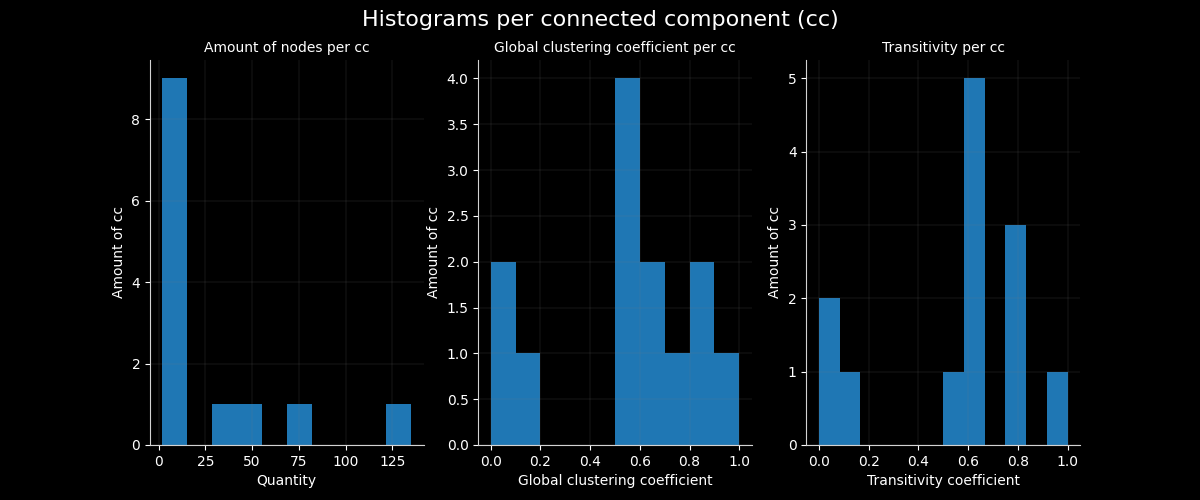 Histograms per connected component (cc)
Amount of nodes per cc
Global clustering coefficient per cc
Transitivity per cc
Amount of cc
8
6
4
2
0
0 25 50 75 100 125
Quantity
Amount of cc
4.0
3.5
3.0
2.5
2.0
1.5
1.0
0.5
0.0
0.0 0.2 0.4 0.6 0.8 1.0
Global clustering coefficient
Amount of cc
5
4
3
2
1
0
0.0 0.2 0.4 0.6 0.8 1.0
Transitivity coefficient